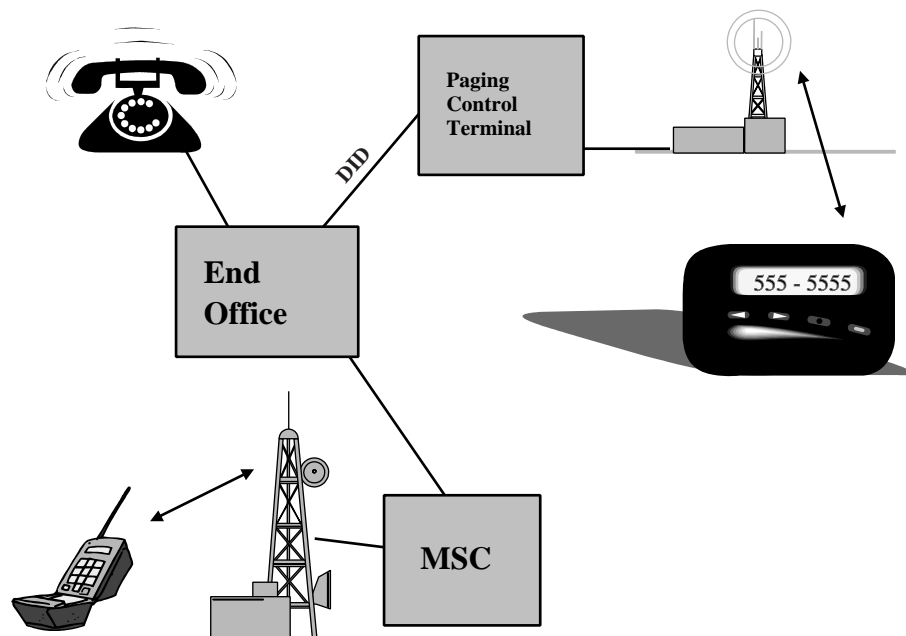 Paging
Control
Terminal
DID
End
Office
555 - 5555
MSC